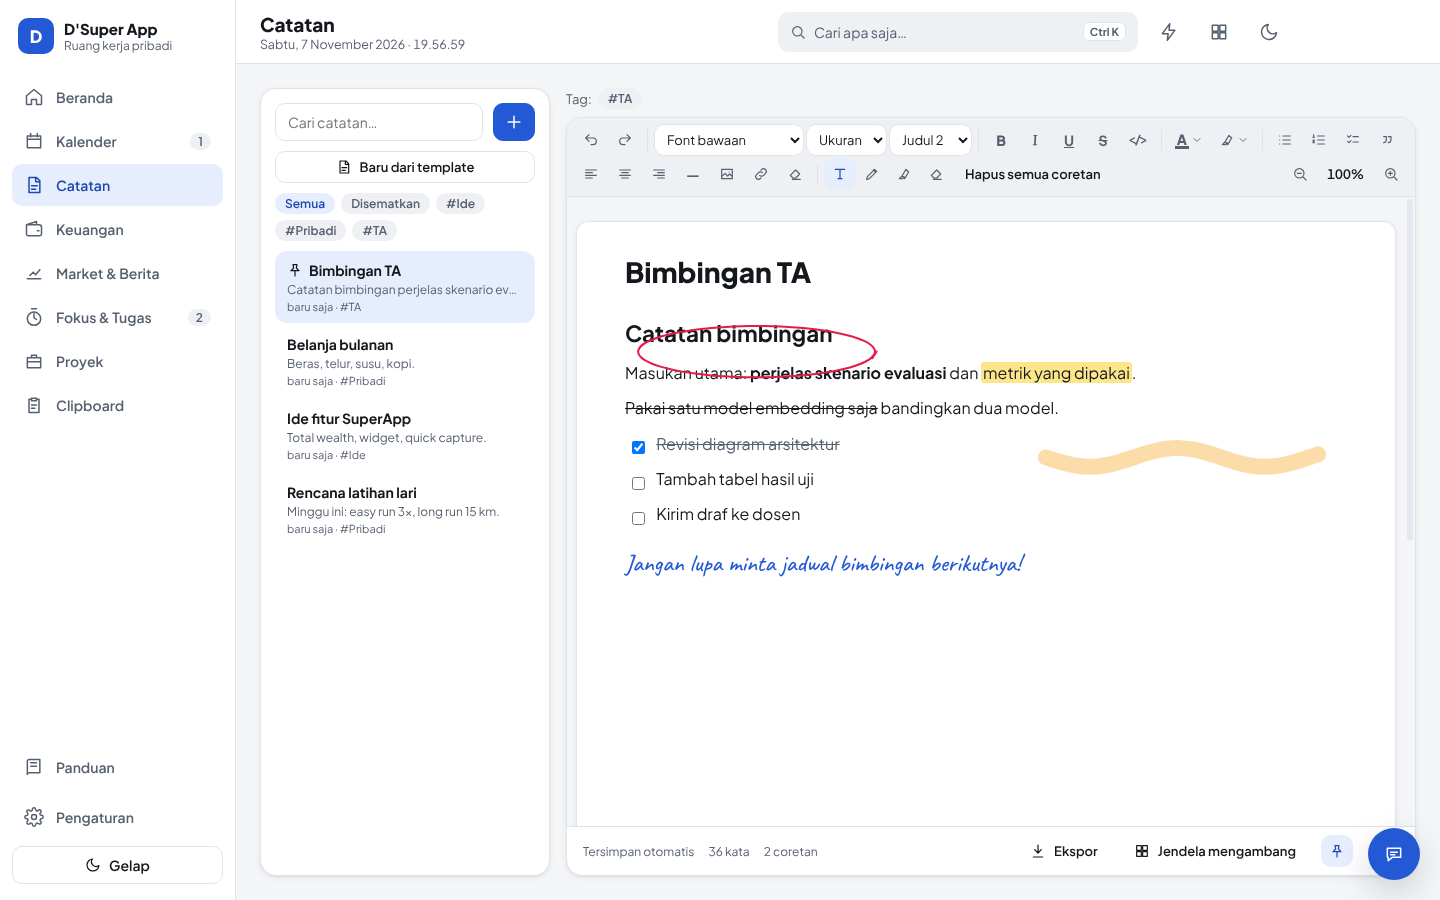 D
D'Super App
Ruang kerja pribadi
Beranda
Kalender 1
Catatan
Keuangan
Market & Berita
Fokus & Tugas 2
Proyek
Clipboard
Panduan
Pengaturan
Gelap
Catatan
Sabtu, 7 November 2026 · 19.56.59
Cari apa saja... Ctrl K
Cari catatan...
Baru dari template
Semua Disematkan #Ide
#Pribadi #TA
Bimbingan TA
Catatan bimbingan perjelas skenario ev...
baru saja · #TA
Belanja bulanan
Beras, telur, susu, kopi.
baru saja · #Pribadi
Ide fitur SuperApp
Total wealth, widget, quick capture.
baru saja · #Ide
Rencana latihan lari
Minggu ini: easy run 3×, long run 15 km.
baru saja · #Pribadi
Tag: #TA
Font bawaan Ukuran Judul 2 B I U S </> A
T Hapus semua coretan 100%
Bimbingan TA
Catatan bimbingan
Masukan utama: perjelas skenario evaluasi dan metrik yang dipakai.
Pakai satu model embedding saja bandingkan dua model.
Revisi diagram arsitektur
Tambah tabel hasil uji
Kirim draf ke dosen
Jangan lupa minta jadwal bimbingan berikutnya!
Tersimpan otomatis 36 kata 2 coretan Ekspor Jendela mengambang